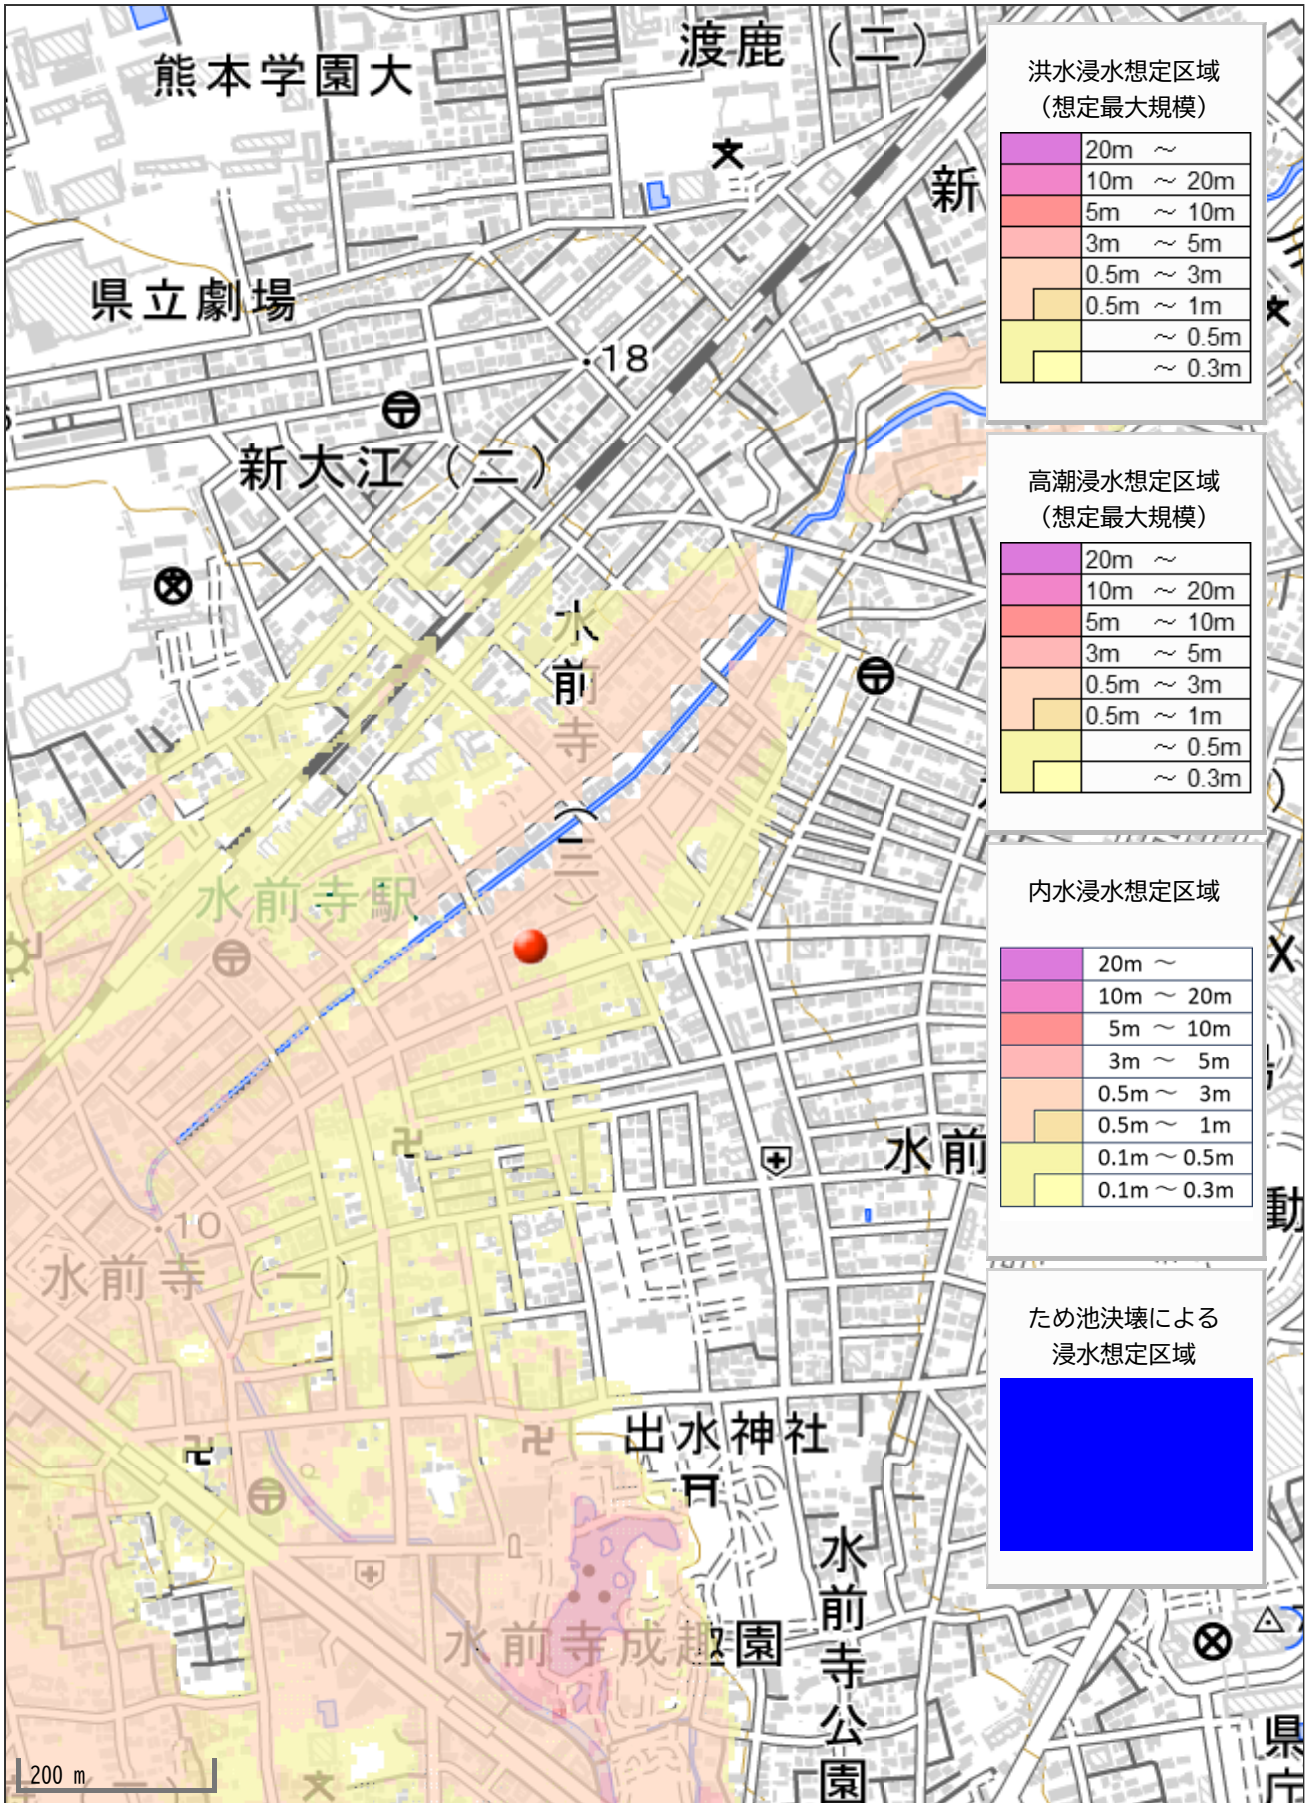 熊本学園大
渡鹿（二）
新
県立劇場
18
新大江（二）
水前寺（三）
水前寺駅
水前
10
水前寺（一）
出水神社
水前寺成趣園
水前寺公園
動
県庁
200 m
洪水浸水想定区域
（想定最大規模）
20m ～
10m ～ 20m
5m ～ 10m
3m ～ 5m
0.5m ～ 3m
0.5m ～ 1m
～ 0.5m
～ 0.3m
高潮浸水想定区域
（想定最大規模）
20m ～
10m ～ 20m
5m ～ 10m
3m ～ 5m
0.5m ～ 3m
0.5m ～ 1m
～ 0.5m
～ 0.3m
内水浸水想定区域
20m ～
10m ～ 20m
5m ～ 10m
3m ～ 5m
0.5m ～ 3m
0.5m ～ 1m
0.1m ～ 0.5m
0.1m ～ 0.3m
ため池決壊による
浸水想定区域